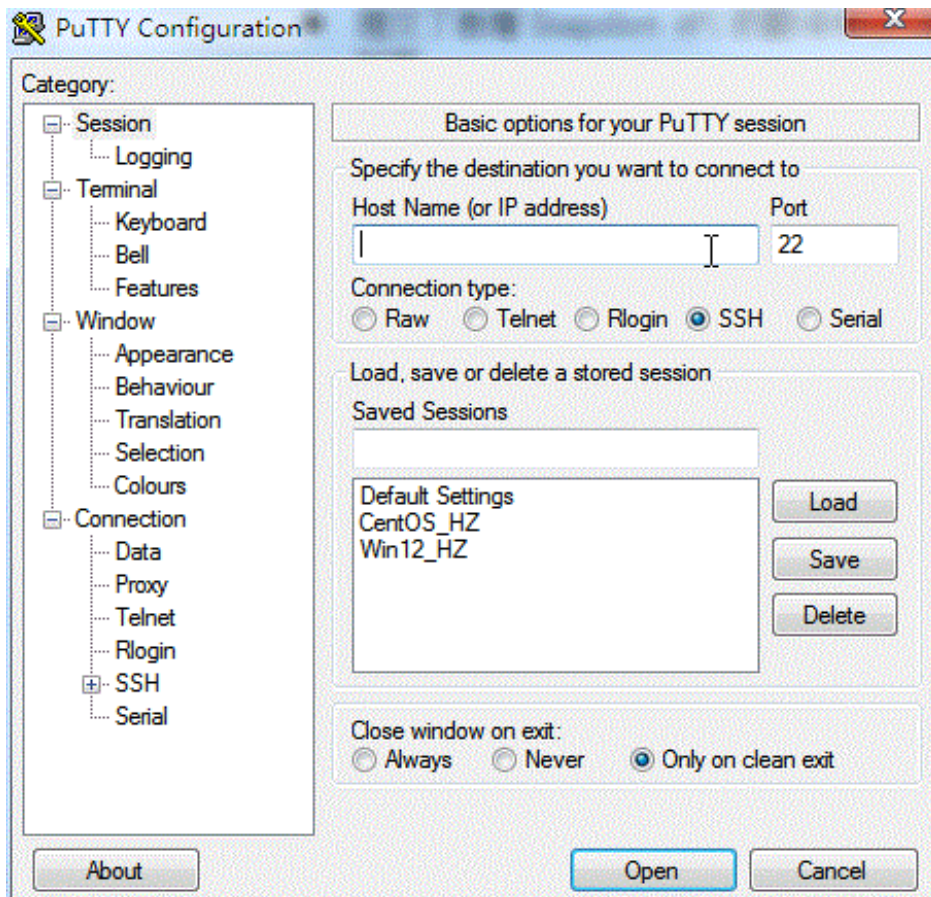 PuTTY Configuration
Category:
Session
Logging
Terminal
Keyboard
Bell
Features
Window
Appearance
Behaviour
Translation
Selection
Colours
Connection
Data
Proxy
Telnet
Rlogin
SSH
Serial
Basic options for your PuTTY session
Specify the destination you want to connect to
Host Name (or IP address) Port
22
Connection type:
Raw Telnet Rlogin SSH Serial
Load, save or delete a stored session
Saved Sessions
Default Settings
CentOS_HZ
Win12_HZ
Load
Save
Delete
Close window on exit:
Always Never Only on clean exit
About Open Cancel